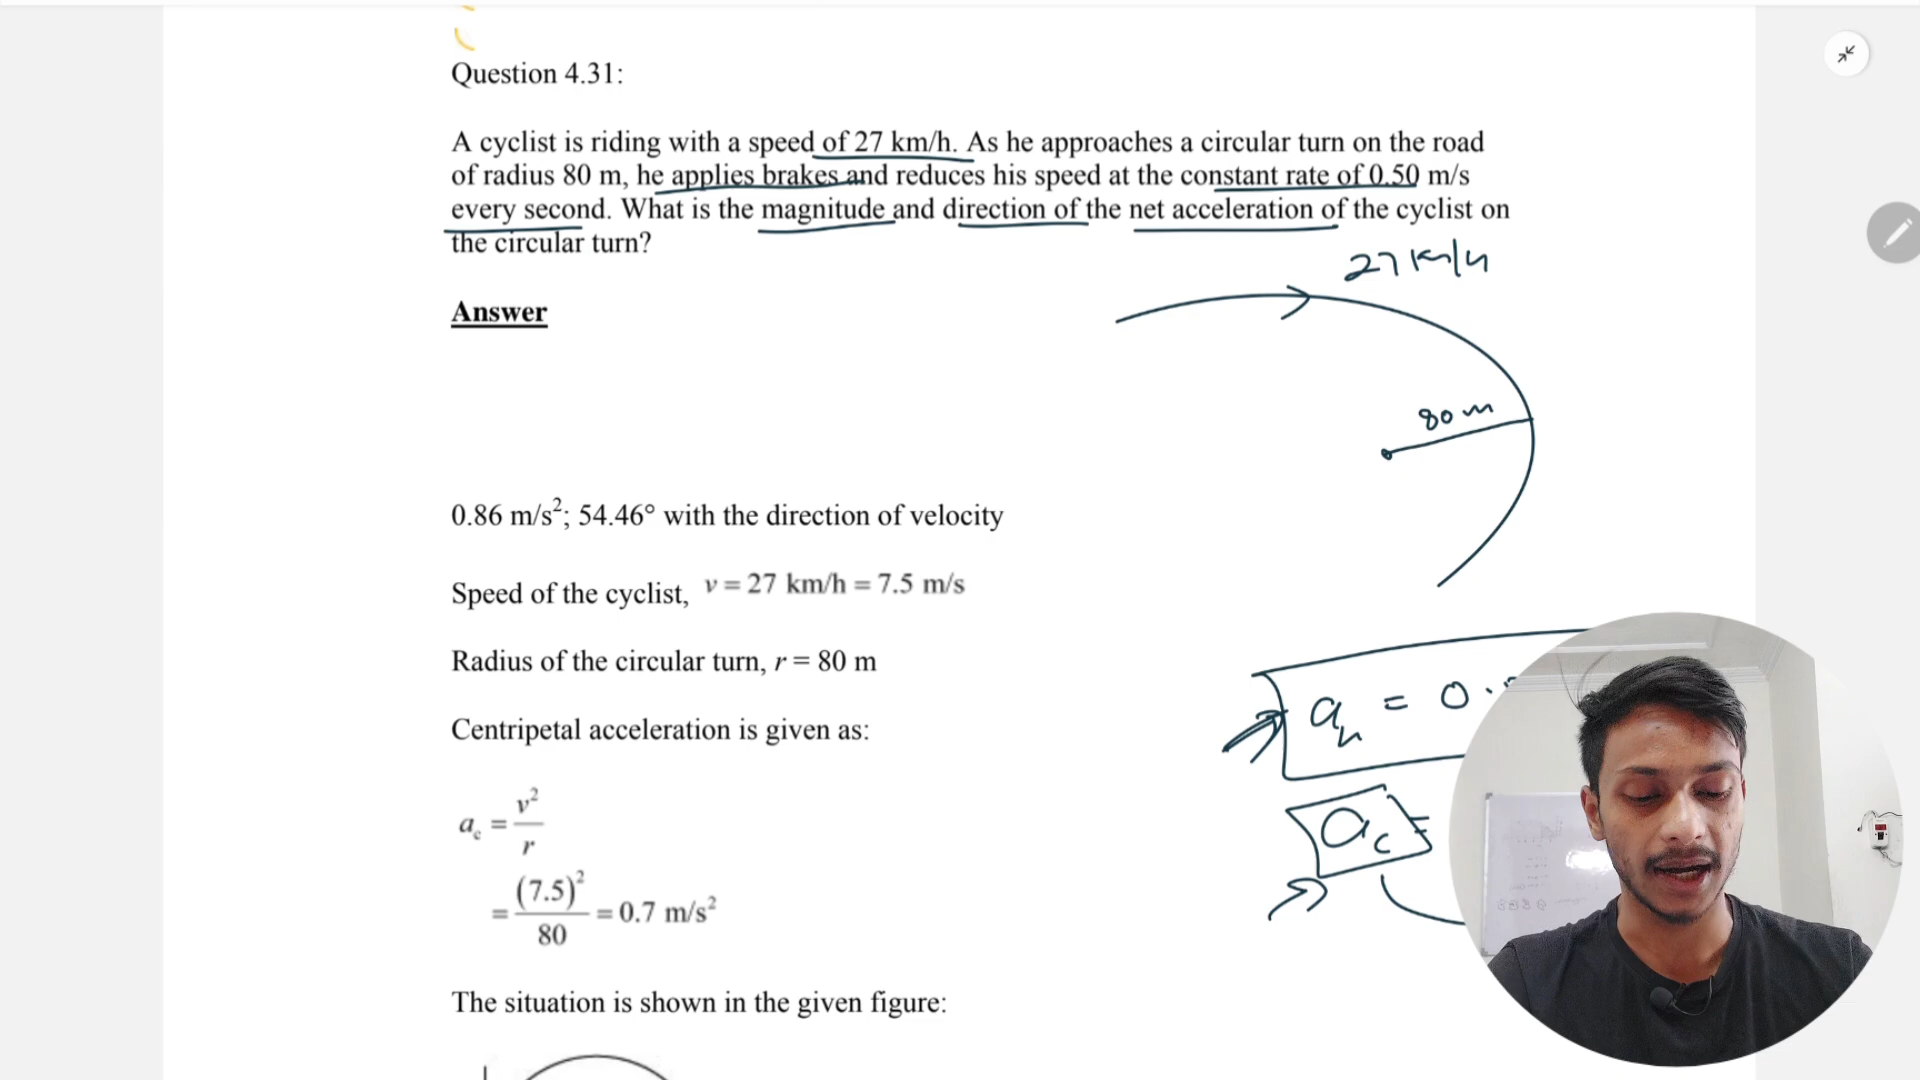 Question 4.31:
A cyclist is riding with a speed of 27 km/h. As he approaches a circular turn on the road
of radius 80 m, he applies brakes and reduces his speed at the constant rate of 0.50 m/s
every second. What is the magnitude and direction of the net acceleration of the cyclist on
the circular turn?
27 km/h
Answer
80 m
0.86 m/s²; 54.46° with the direction of velocity
Speed of the cyclist, v = 27 km/h = 7.5 m/s
Radius of the circular turn, r = 80 m
a = 0.
Centripetal acceleration is given as:
a_c = v²/r
a_c =
= (7.5)²/80 = 0.7 m/s²
The situation is shown in the given figure: